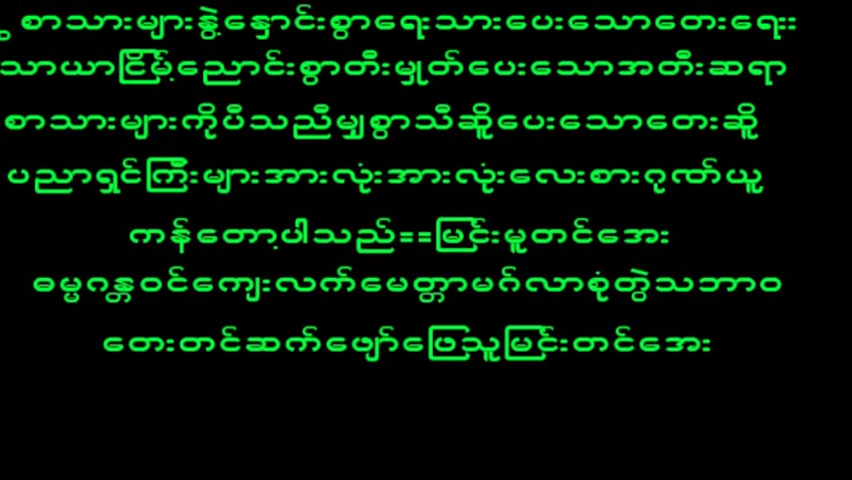 စာသားများနွဲ့နှောင်းစွာရေးသားပေးသောတေးရေး
သာယာငြိမ့်ညောင်းစွာတီးမှုတ်ပေးသောအတီးဆရာ
စာသားများကိုပီသညီမျှစွာသီဆိူပေးသောတေးဆိူ
ပညာရှင်ကြီးများအားလုံးအားလုံးလေးစားဂုဏ်ယူ
ကန်တော့ပါသည်==မြင်းမူတင်အေး
ဓမ္မဂန္တဝင်ကျေးလက်မေတ္တာမဂ်လာစုံတွဲသဘာဝ
တေးတင်ဆက်ဖျော်ဖြေသူမြင်းတင်အေး